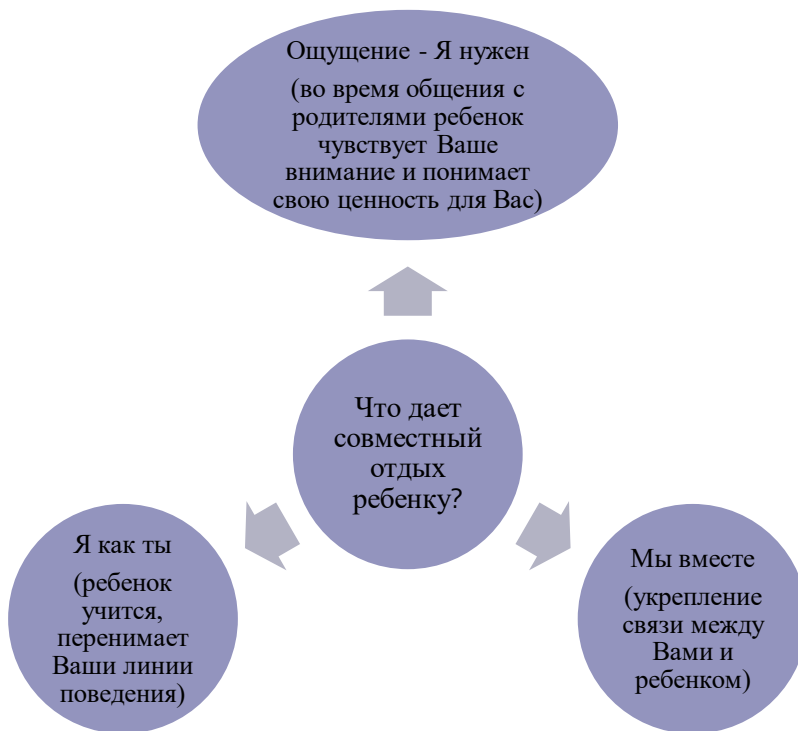 Ощущение - Я нужен
(во время общения с
родителями ребенок
чувствует Ваше
внимание и понимает
свою ценность для Вас)
Что дает
совместный
отдых
ребенку?
Я как ты
(ребенок
учится,
перенимает
Ваши линии
поведения)
Мы вместе
(укрепление
связи между
Вами и
ребенком)